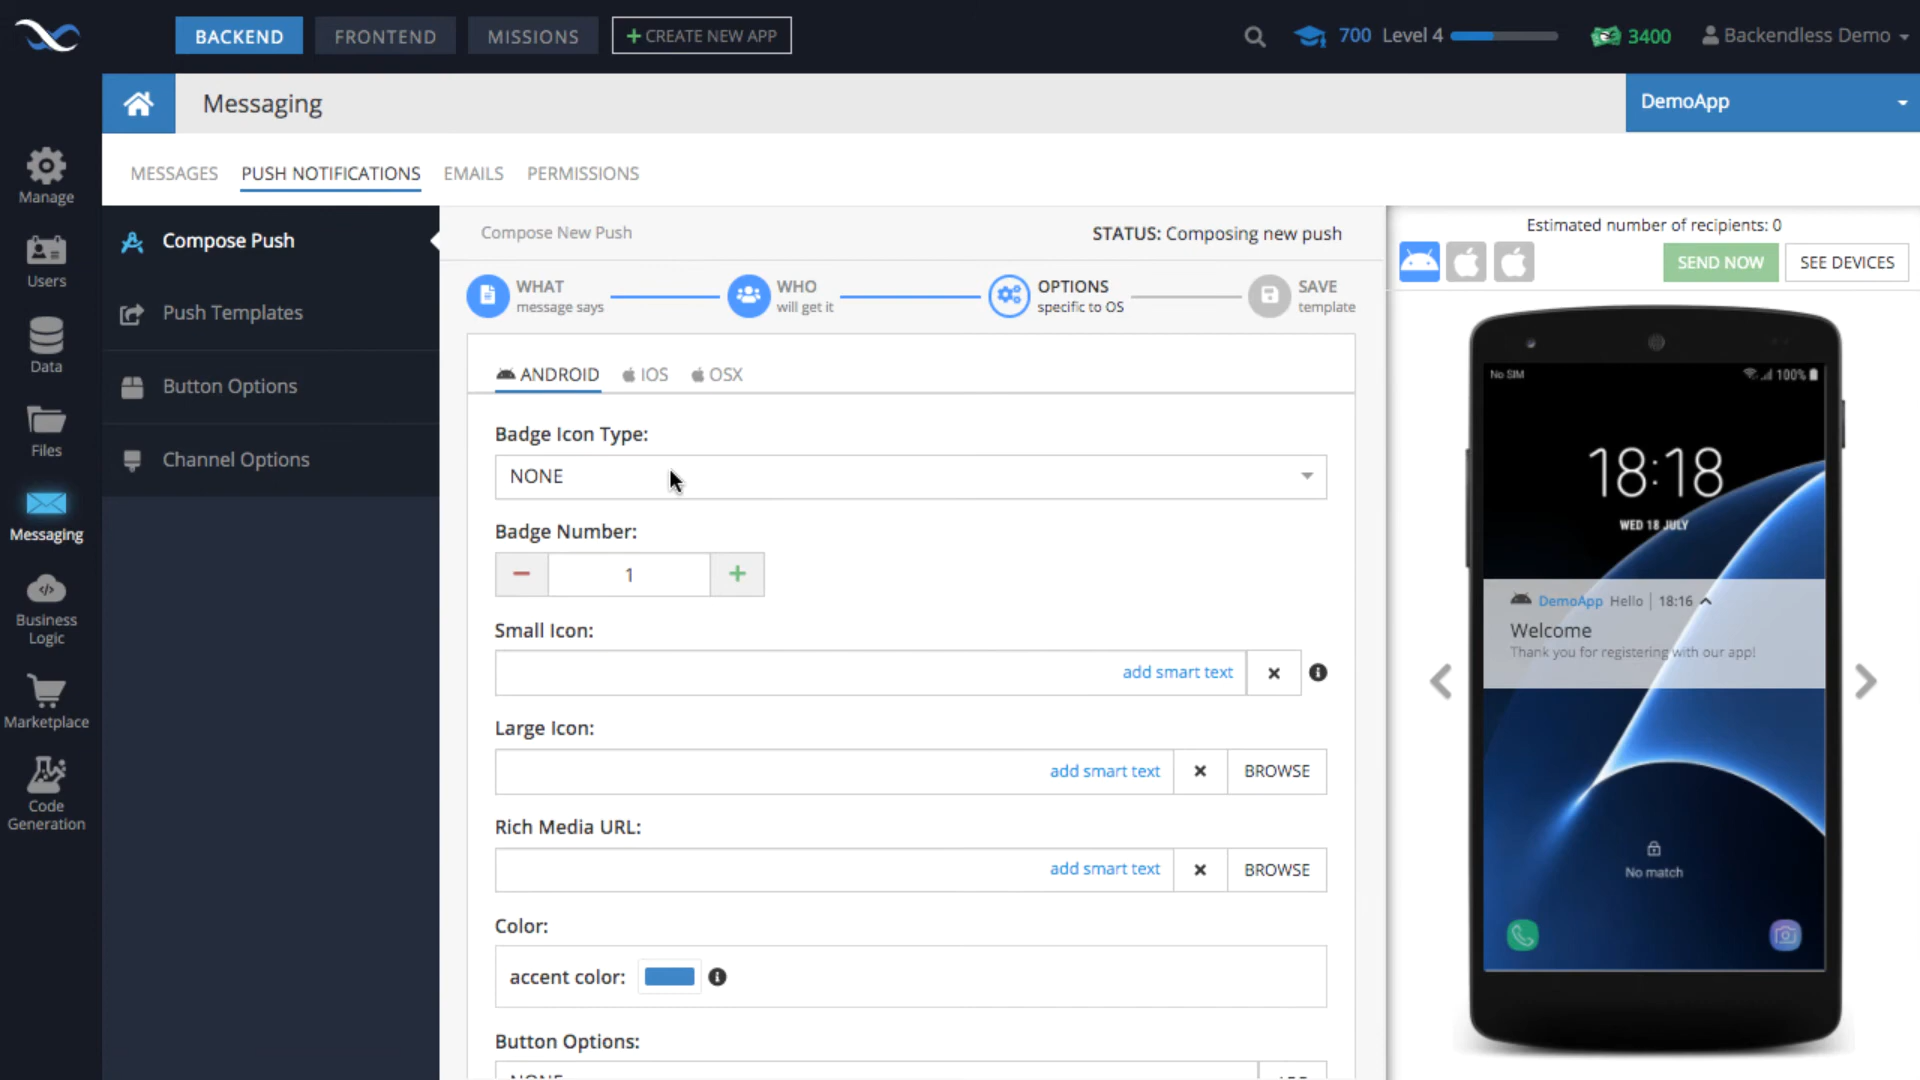 BACKEND
FRONTEND
MISSIONS
+ CREATE NEW APP
700 Level 4
3400
Backendless Demo
Messaging
DemoApp
MESSAGES
PUSH NOTIFICATIONS
EMAILS
PERMISSIONS
Manage
Users
Data
Files
Messaging
Business
Logic
Marketplace
Code
Generation
Compose Push
Push Templates
Button Options
Channel Options
Compose New Push
STATUS: Composing new push
WHAT
message says
WHO
will get it
OPTIONS
specific to OS
SAVE
template
ANDROID
IOS
OSX
Badge Icon Type:
NONE
Badge Number:
1
Small Icon:
add smart text
Large Icon:
add smart text
BROWSE
Rich Media URL:
add smart text
BROWSE
Color:
accent color:
Button Options:
NONE
Estimated number of recipients: 0
SEND NOW
SEE DEVICES
No SIM
100%
18:18
WED 18 JULY
DemoApp Hello | 18:16
Welcome
Thank you for registering with our app!
No match